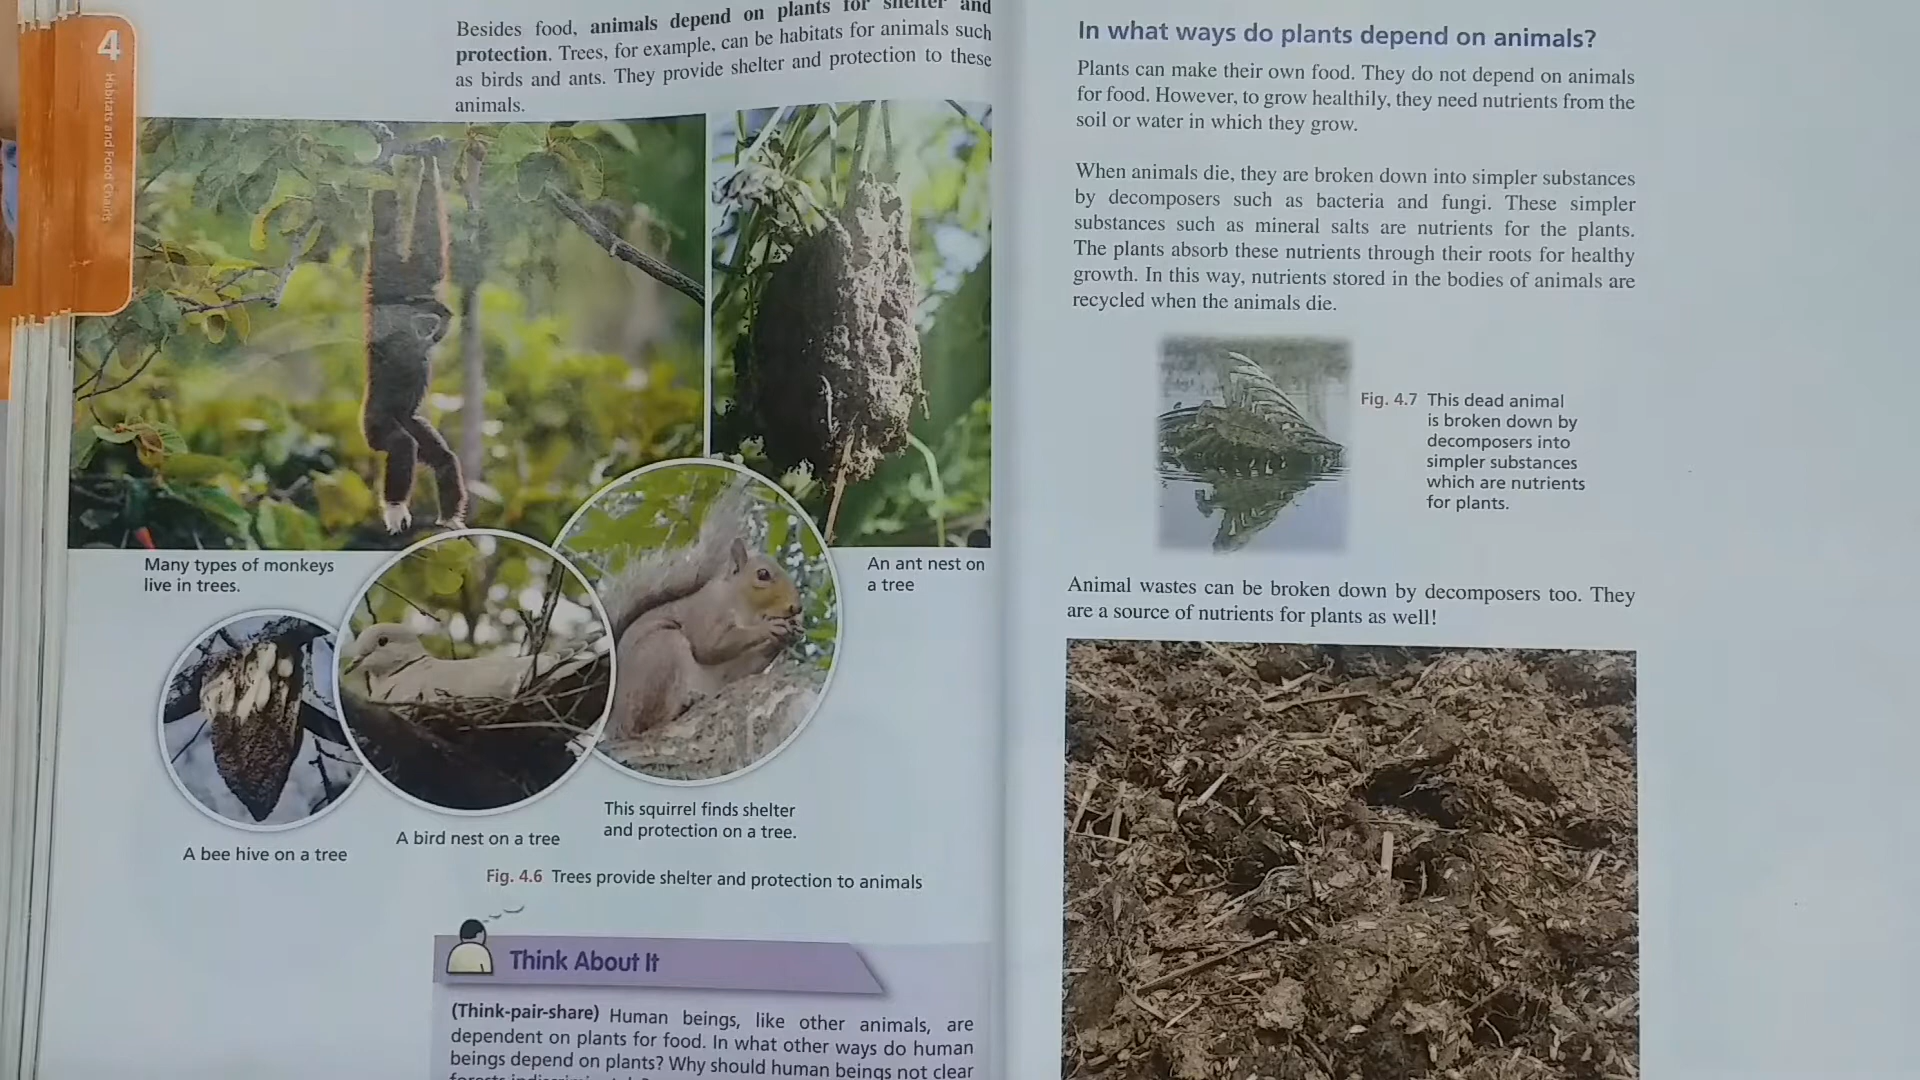 4
Habitats and Food Chains
Besides food, animals depend on plants for shelter and
protection. Trees, for example, can be habitats for animals such
as birds and ants. They provide shelter and protection to these
animals.
Many types of monkeys
live in trees.
An ant nest on
a tree
A bee hive on a tree
A bird nest on a tree
This squirrel finds shelter
and protection on a tree.
Fig. 4.6 Trees provide shelter and protection to animals
Think About It
(Think-pair-share) Human beings, like other animals, are
dependent on plants for food. In what other ways do human
beings depend on plants? Why should human beings not clear
In what ways do plants depend on animals?
Plants can make their own food. They do not depend on animals
for food. However, to grow healthily, they need nutrients from the
soil or water in which they grow.
When animals die, they are broken down into simpler substances
by decomposers such as bacteria and fungi. These simpler
substances such as mineral salts are nutrients for the plants.
The plants absorb these nutrients through their roots for healthy
growth. In this way, nutrients stored in the bodies of animals are
recycled when the animals die.
Fig. 4.7 This dead animal
is broken down by
decomposers into
simpler substances
which are nutrients
for plants.
Animal wastes can be broken down by decomposers too. They
are a source of nutrients for plants as well!